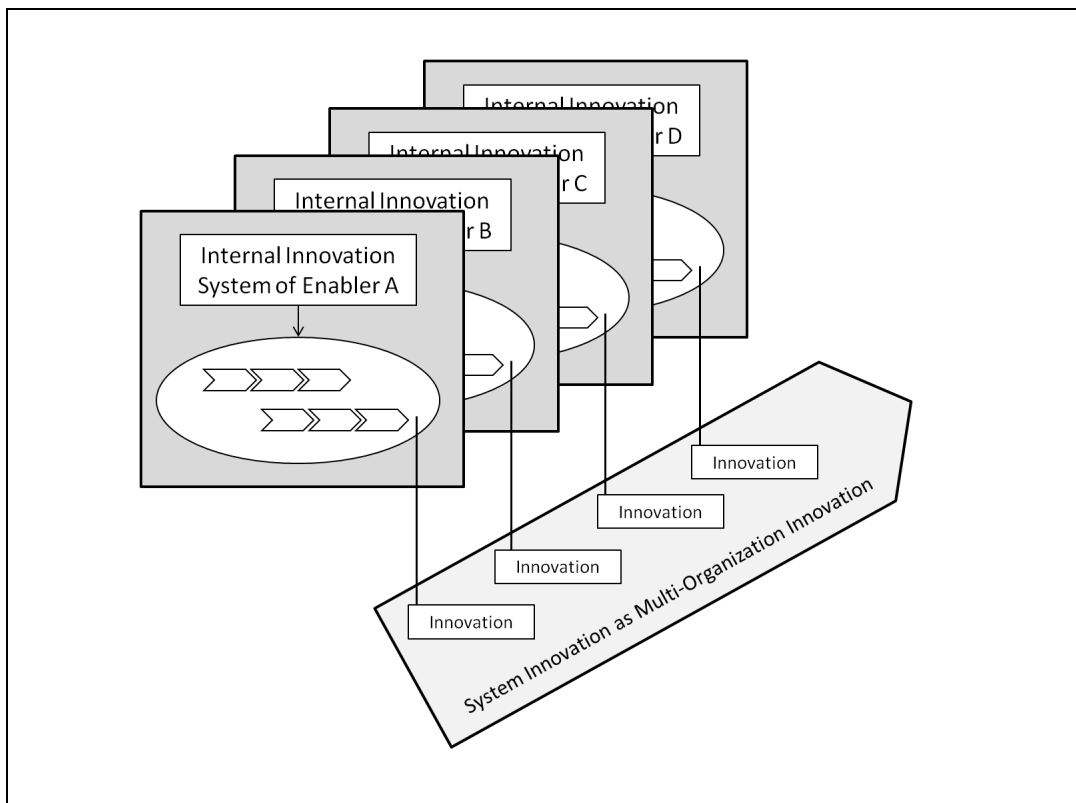 Internal Innovation
r D
Internal Innovation
r C
Internal Innovation
r B
Internal Innovation
System of Enabler A
Innovation
Innovation
Innovation
Innovation
System Innovation as Multi-Organization Innovation